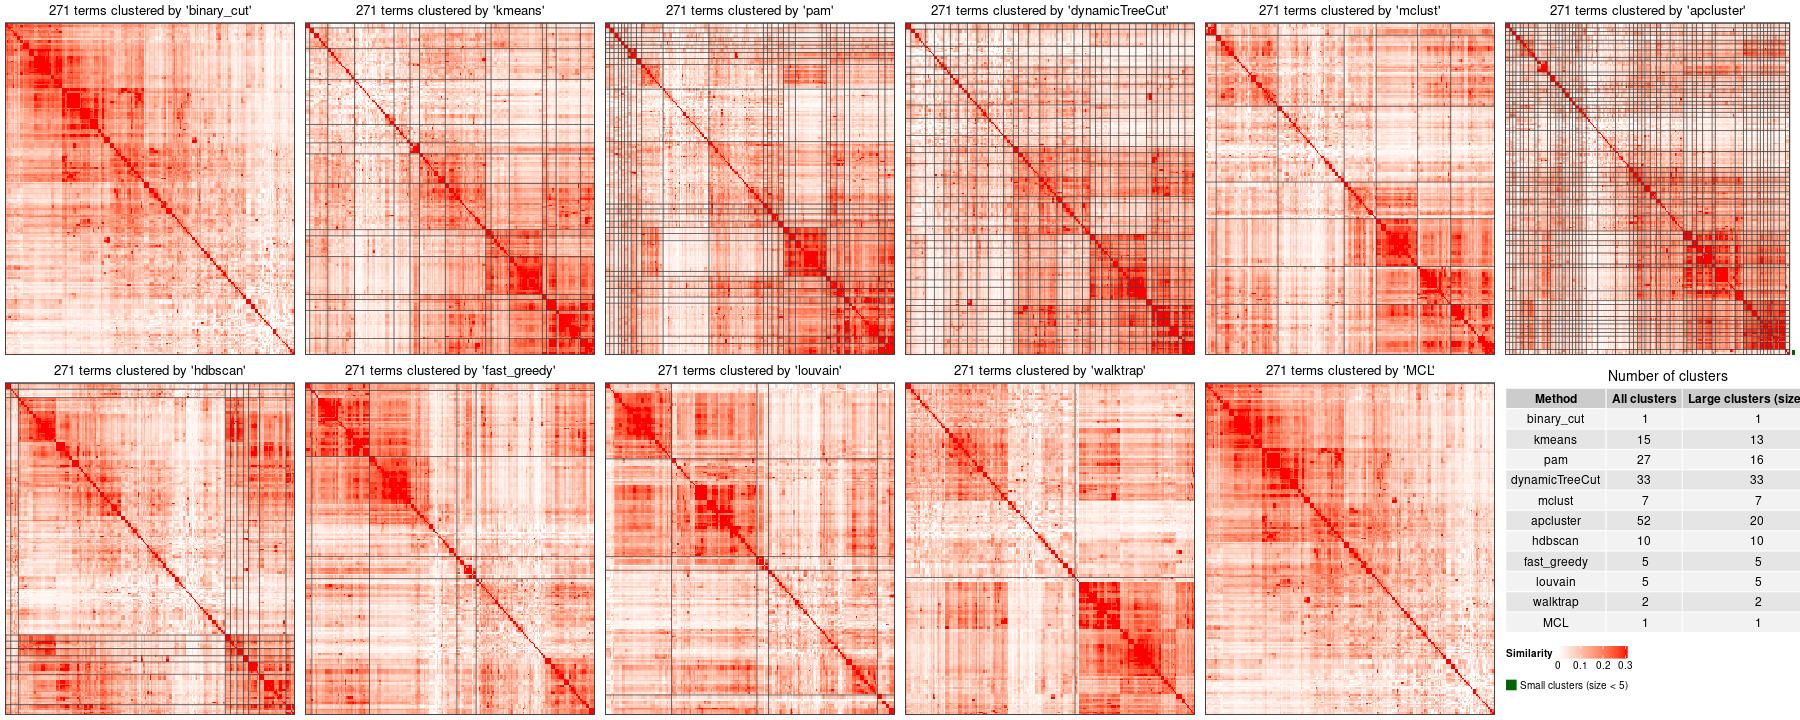 271 terms clustered by 'binary_cut'
271 terms clustered by 'kmeans'
271 terms clustered by 'pam'
271 terms clustered by 'dynamicTreeCut'
271 terms clustered by 'mclust'
271 terms clustered by 'apcluster'
271 terms clustered by 'hdbscan'
271 terms clustered by 'fast_greedy'
271 terms clustered by 'louvain'
271 terms clustered by 'walktrap'
271 terms clustered by 'MCL'
Number of clusters
Method All clusters Large clusters (size
binary_cut 1 1
kmeans 15 13
pam 27 16
dynamicTreeCut 33 33
mclust 7 7
apcluster 52 20
hdbscan 10 10
fast_greedy 5 5
louvain 5 5
walktrap 2 2
MCL 1 1
Similarity
0 0.1 0.2 0.3
Small clusters (size < 5)